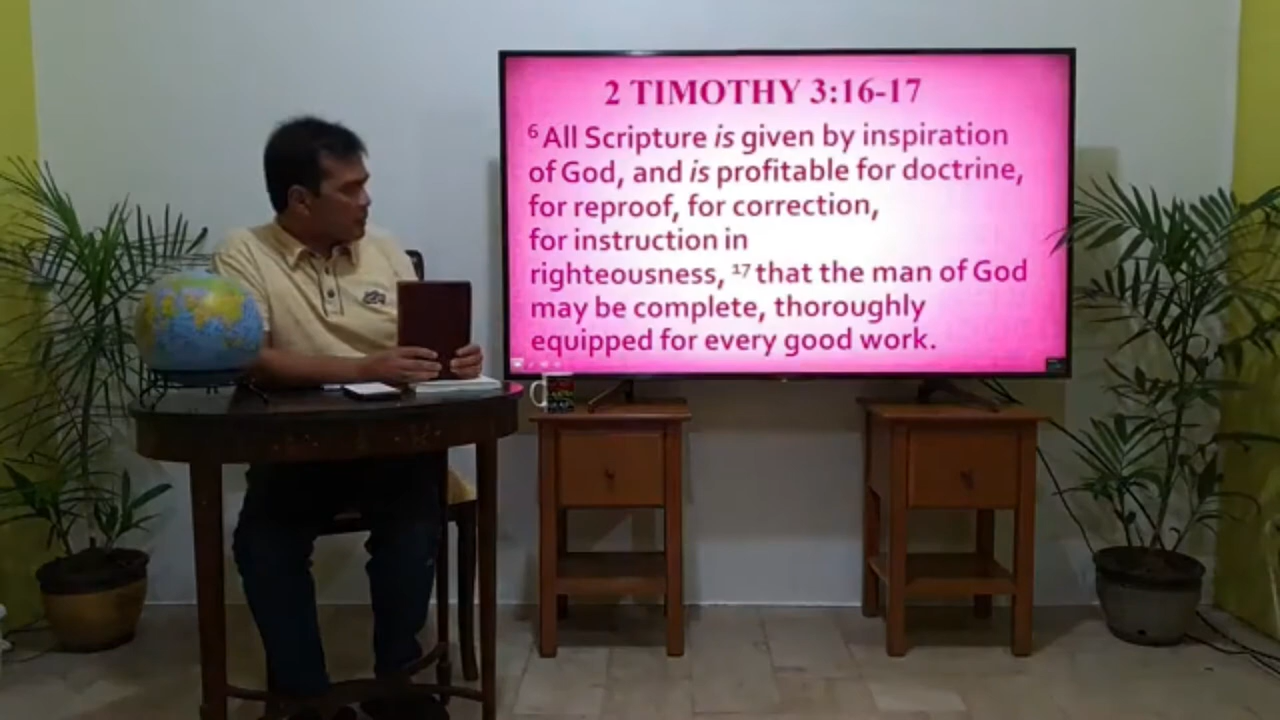 2 TIMOTHY 3:16-17
⁶ All Scripture is given by inspiration
of God, and is profitable for doctrine,
for reproof, for correction,
for instruction in
righteousness, ¹⁷ that the man of God
may be complete, thoroughly
equipped for every good work.